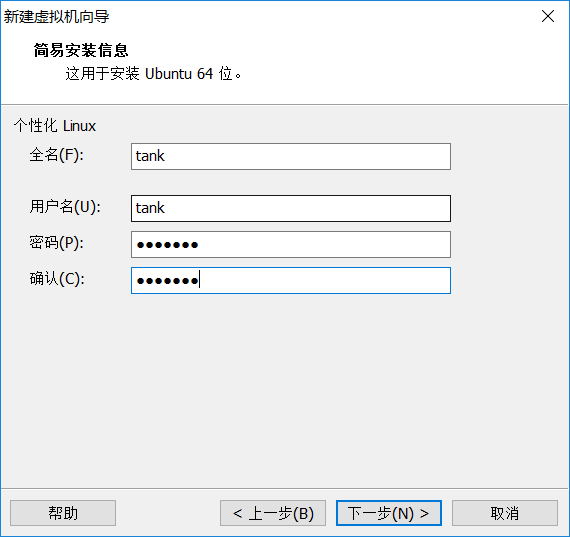 新建虚拟机向导
简易安装信息
这用于安装 Ubuntu 64 位。
个性化 Linux
全名(F): tank
用户名(U): tank
密码(P): ●●●●●●●
确认(C): ●●●●●●●
帮助 < 上一步(B) 下一步(N) > 取消